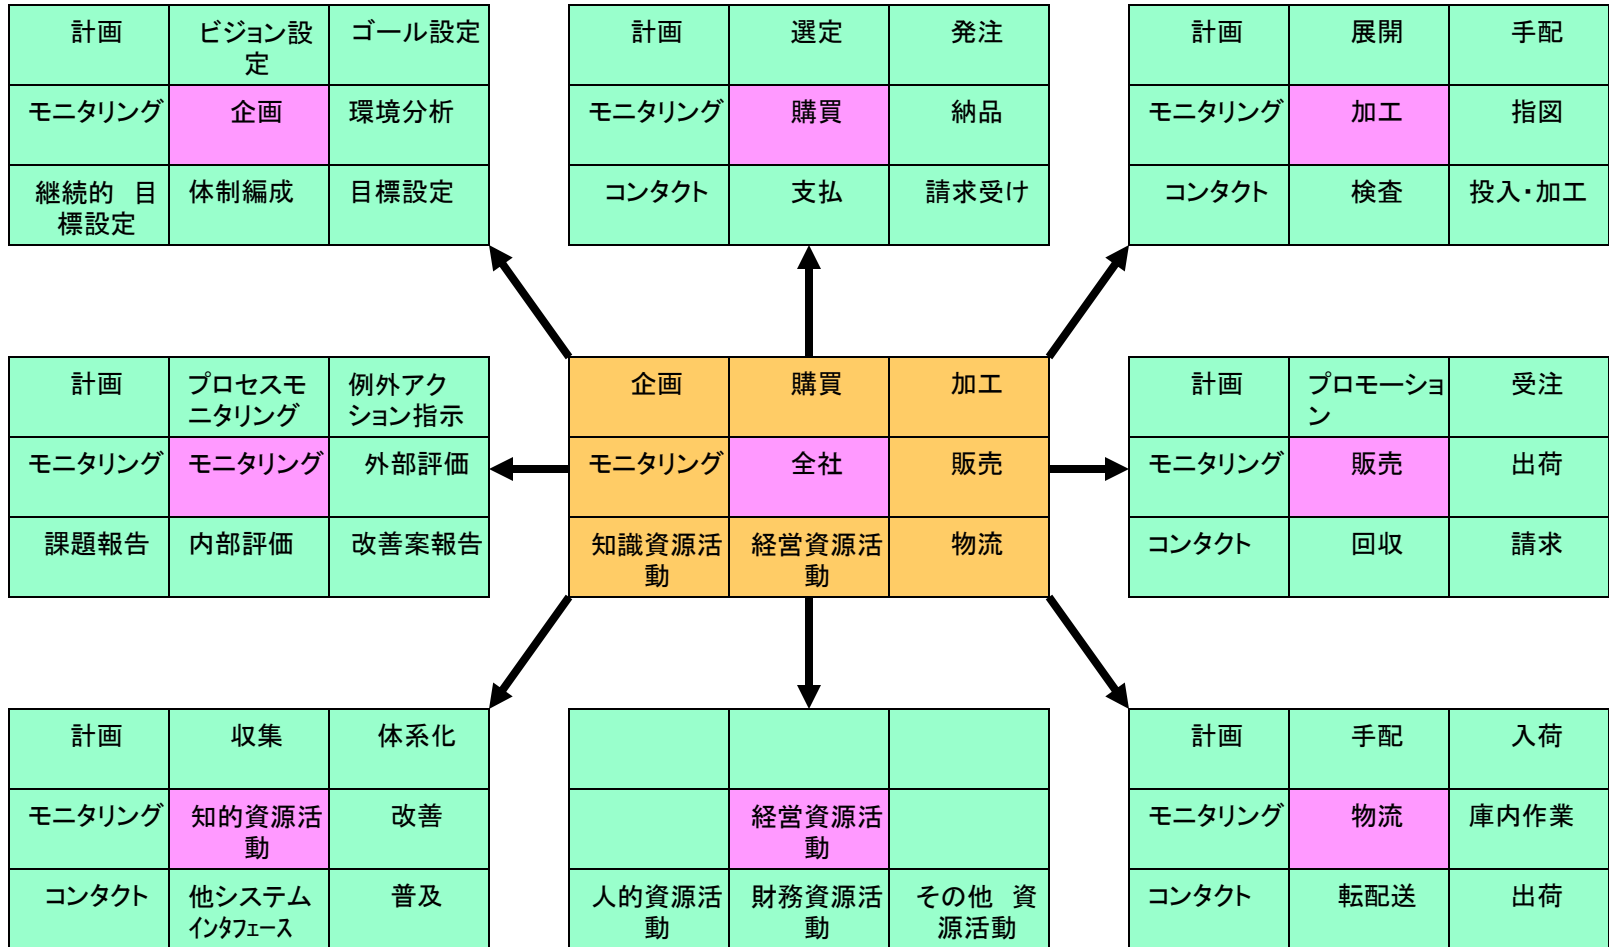 計画
ビジョン設
定
ゴール設定
モニタリング
企画
環境分析
継続的　目
標設定
体制編成
目標設定
計画
選定
発注
モニタリング
購買
納品
コンタクト
支払
請求受け
計画
展開
手配
モニタリング
加工
指図
コンタクト
検査
投入・加工
計画
プロセスモ
ニタリング
例外アク
ション指示
モニタリング
モニタリング
外部評価
課題報告
内部評価
改善案報告
企画
購買
加工
モニタリング
全社
販売
知識資源活
動
経営資源活
動
物流
計画
プロモーショ
ン
受注
モニタリング
販売
出荷
コンタクト
回収
請求
計画
収集
体系化
モニタリング
知的資源活
動
改善
コンタクト
他システム
インタフェース
普及
経営資源活
動
人的資源活
動
財務資源活
動
その他　資
源活動
計画
手配
入荷
モニタリング
物流
庫内作業
コンタクト
転配送
出荷